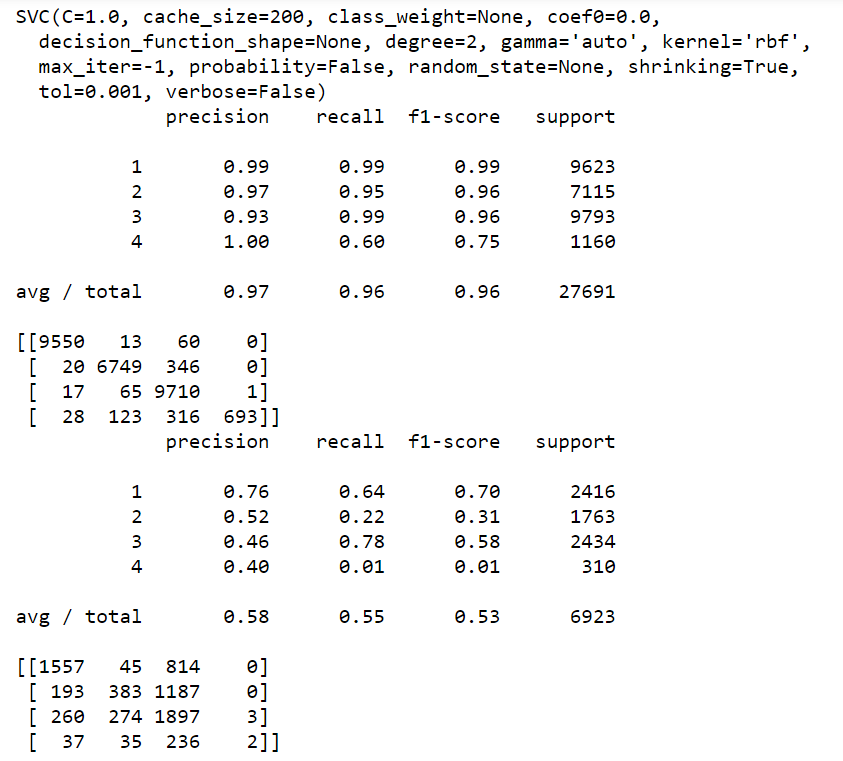 SVC(C=1.0, cache_size=200, class_weight=None, coef0=0.0,
  decision_function_shape=None, degree=2, gamma='auto', kernel='rbf',
  max_iter=-1, probability=False, random_state=None, shrinking=True,
  tol=0.001, verbose=False)
             precision    recall  f1-score   support

          1       0.99      0.99      0.99      9623
          2       0.97      0.95      0.96      7115
          3       0.93      0.99      0.96      9793
          4       1.00      0.60      0.75      1160

avg / total       0.97      0.96      0.96     27691

[[9550   13   60    0]
 [  20 6749  346    0]
 [  17   65 9710    1]
 [  28  123  316  693]]
             precision    recall  f1-score   support

          1       0.76      0.64      0.70      2416
          2       0.52      0.22      0.31      1763
          3       0.46      0.78      0.58      2434
          4       0.40      0.01      0.01       310

avg / total       0.58      0.55      0.53      6923

[[1557   45  814    0]
 [ 193  383 1187    0]
 [ 260  274 1897    3]
 [  37   35  236    2]]